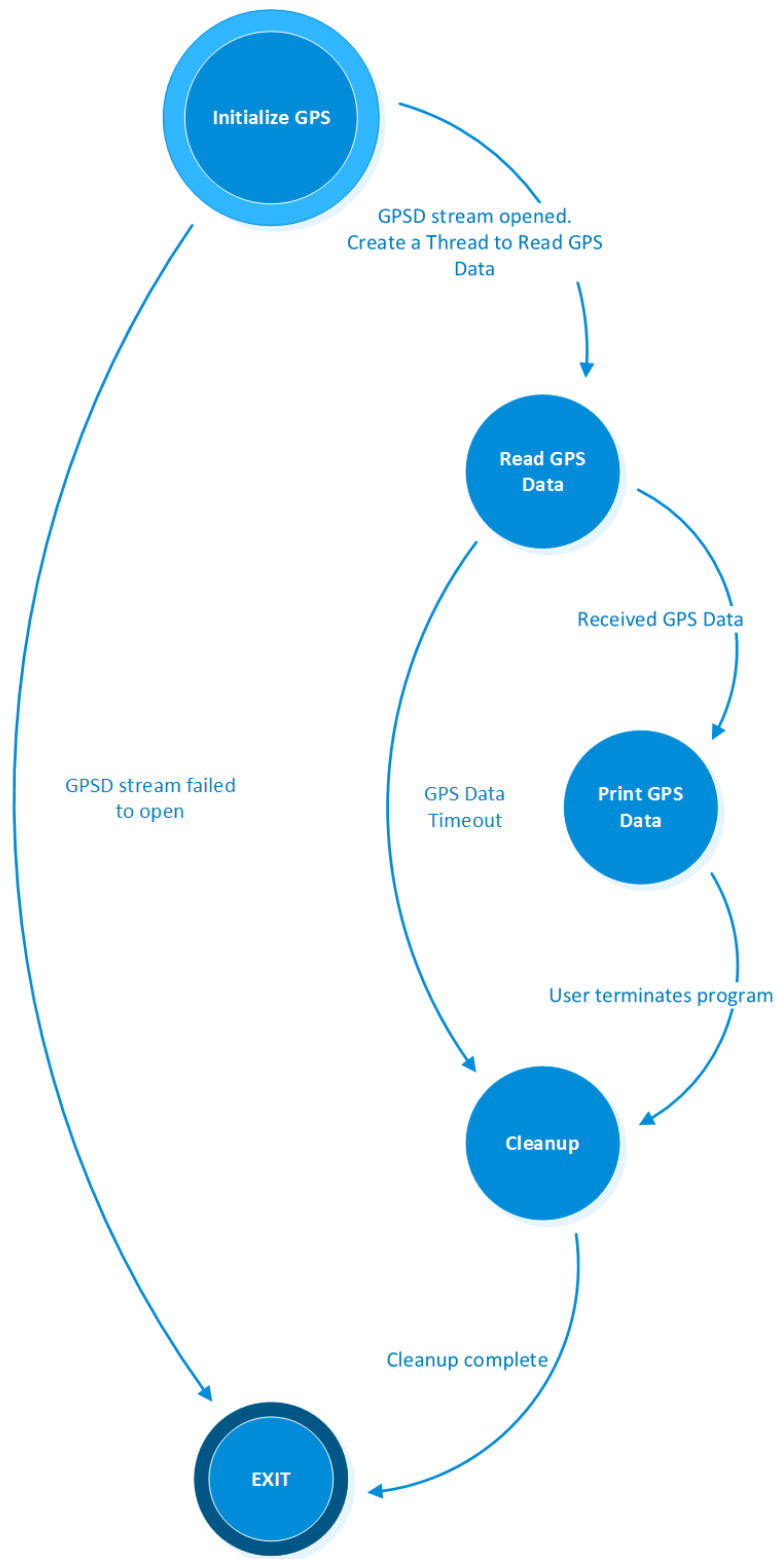 Initialize GPS
GPSD stream opened.
Create a Thread to Read GPS
Data
Read GPS
Data
Received GPS Data
GPSD stream failed
to open
GPS Data
Timeout
Print GPS
Data
User terminates program
Cleanup
Cleanup complete
EXIT